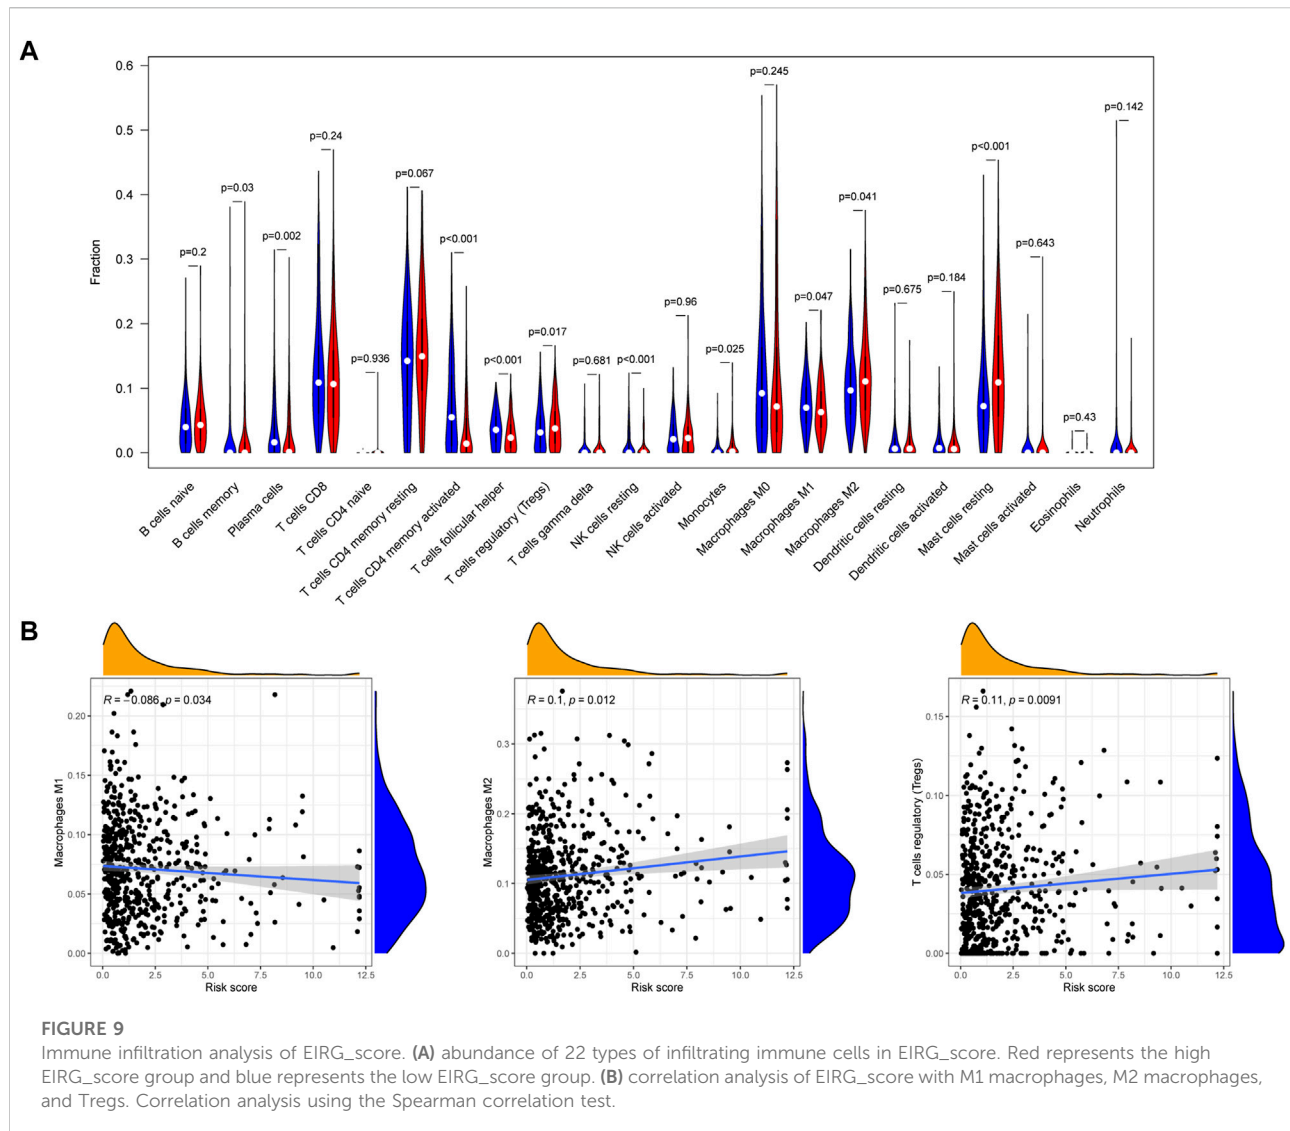 A
Fraction
0.6
0.5
0.4
0.3
0.2
0.1
0.0
p=0.2
p=0.03
p=0.002
p=0.24
p=0.936
p=0.067
p<0.001
p<0.001
p=0.017
p=0.681
p<0.001
p=0.96
p=0.025
p=0.245
p=0.047
p=0.041
p=0.675
p=0.184
p<0.001
p=0.643
p=0.43
p=0.142
B cells naive
B cells memory
Plasma cells
T cells CD8
T cells CD4 naive
T cells CD4 memory resting
T cells CD4 memory activated
T cells follicular helper
T cells regulatory (Tregs)
T cells gamma delta
NK cells resting
NK cells activated
Monocytes
Macrophages M0
Macrophages M1
Macrophages M2
Dendritic cells resting
Dendritic cells activated
Mast cells resting
Mast cells activated
Eosinophils
Neutrophils
B
R = −0.086, p = 0.034
Macrophages M1
0.20
0.15
0.10
0.05
0.00
0.0 2.5 5.0 7.5 10.0 12.5
Risk score
R = 0.1, p = 0.012
Macrophages M2
0.3
0.2
0.1
0.0
0.0 2.5 5.0 7.5 10.0 12.5
Risk score
R = 0.11, p = 0.0091
T cells regulatory (Tregs)
0.15
0.10
0.05
0.00
0.0 2.5 5.0 7.5 10.0 12.5
Risk score
FIGURE 9
Immune infiltration analysis of EIRG_score. (A) abundance of 22 types of infiltrating immune cells in EIRG_score. Red represents the high
EIRG_score group and blue represents the low EIRG_score group. (B) correlation analysis of EIRG_score with M1 macrophages, M2 macrophages,
and Tregs. Correlation analysis using the Spearman correlation test.